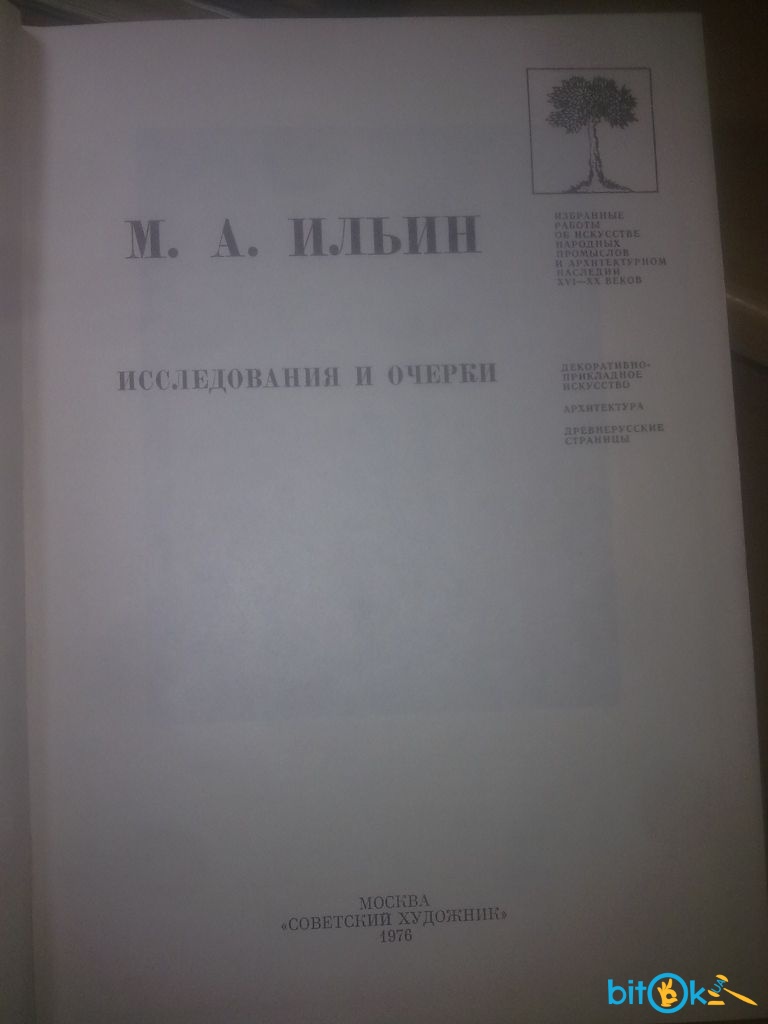 М. А. ИЛЬИН
ИССЛЕДОВАНИЯ И ОЧЕРКИ
ИЗБРАННЫЕ
РАБОТЫ
ОБ ИСКУССТВЕ
НАРОДНЫХ
ПРОМЫСЛОВ
И АРХИТЕКТУРНОМ
НАСЛЕДИИ
XVI—XX ВЕКОВ
ДЕКОРАТИВНО-
ПРИКЛАДНОЕ
ИСКУССТВО
АРХИТЕКТУРА
ДРЕВНЕРУССКИЕ
СТРАНИЦЫ
МОСКВА
«СОВЕТСКИЙ ХУДОЖНИК»
1976
bitOk UA